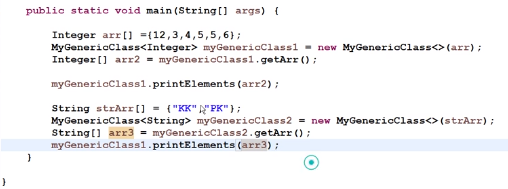 public static void main(String[] args) {
Integer arr[] ={12,3,4,5,5,6};
MyGenericClass<Integer> myGenericClass1 = new MyGenericClass<>(arr);
Integer[] arr2 = myGenericClass1.getArr();
myGenericClass1.printElements(arr2);
String strArr[] = {"KK","PK"};
MyGenericClass<String> myGenericClass2 = new MyGenericClass<>(strArr);
String[] arr3 = myGenericClass2.getArr();
myGenericClass1.printElements(arr3);
}
}